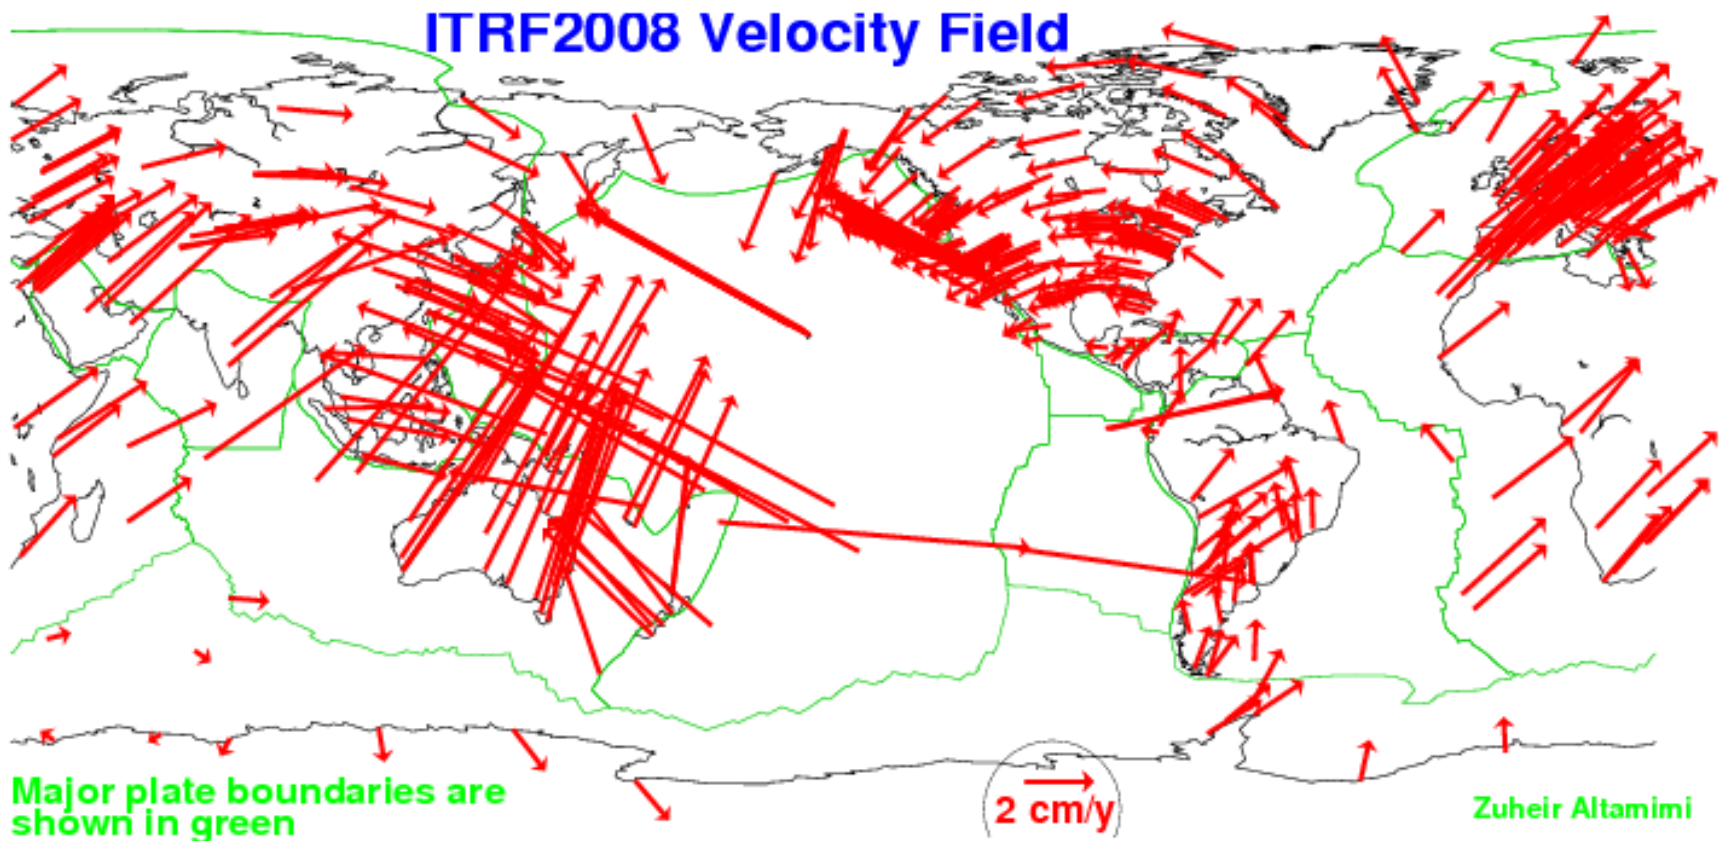 ITRF2008 Velocity Field
Major plate boundaries are
shown in green
2 cm/y
Zuheir Altamimi